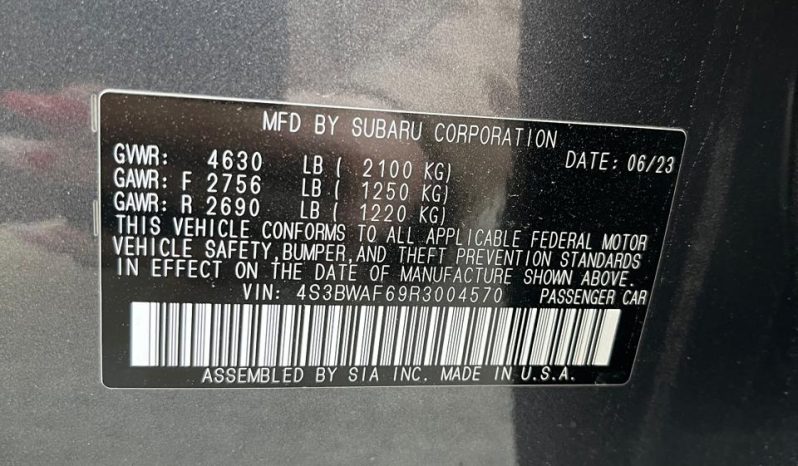 MFD BY SUBARU CORPORATION
GVWR: 4630 LB ( 2100 KG) DATE: 06/23
GAWR: F 2756 LB ( 1250 KG)
GAWR: R 2690 LB ( 1220 KG)
THIS VEHICLE CONFORMS TO ALL APPLICABLE FEDERAL MOTOR
VEHICLE SAFETY, BUMPER, AND THEFT PREVENTION STANDARDS
IN EFFECT ON THE DATE OF MANUFACTURE SHOWN ABOVE.
VIN: 4S3BWAF69R3004570 PASSENGER CAR
ASSEMBLED BY SIA INC. MADE IN U.S.A.